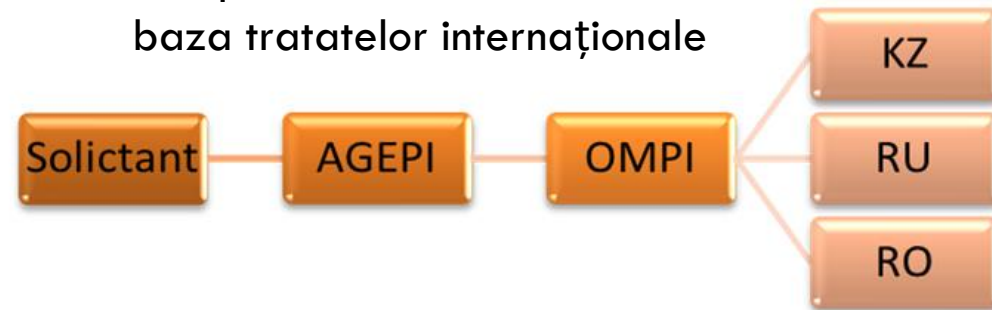 baza tratatelor internaționale
Solictant
AGEPI
OMPI
KZ
RU
RO